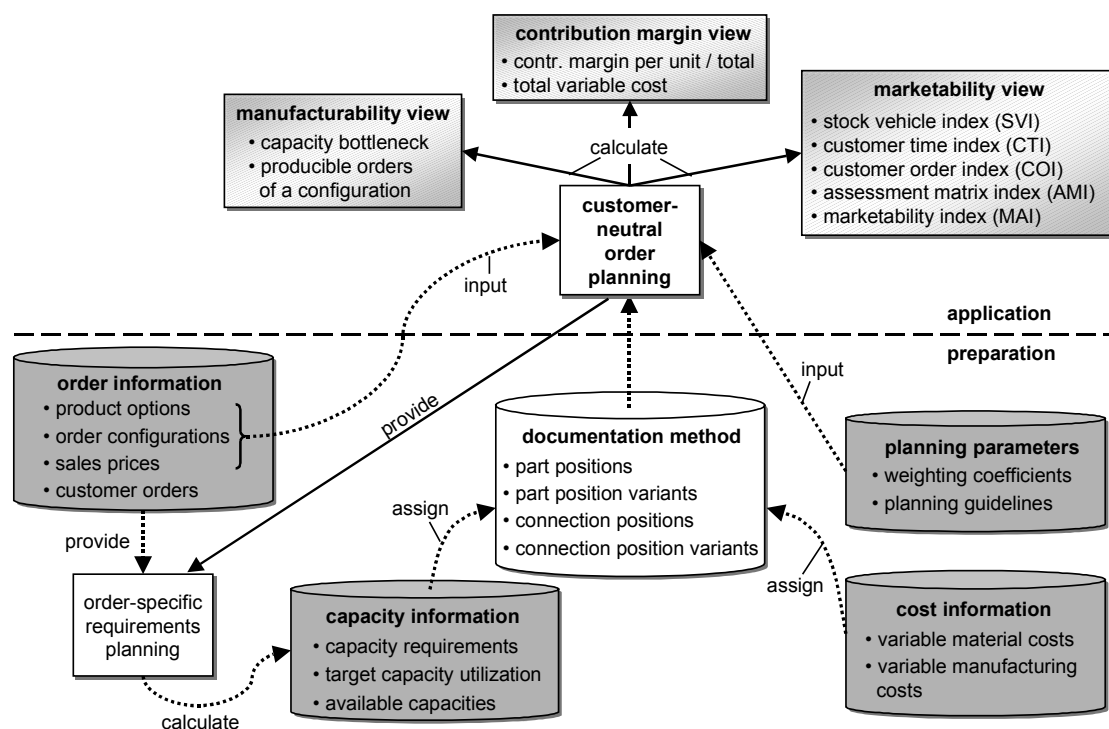 contribution margin view
• contr. margin per unit / total
• total variable cost
manufacturability view
• capacity bottleneck
• producible orders
of a configuration
marketability view
• stock vehicle index (SVI)
• customer time index (CTI)
• customer order index (COI)
• assessment matrix index (AMI)
• marketability index (MAI)
calculate
customer-
neutral
order
planning
input
application
preparation
order information
• product options
• order configurations
• sales prices
• customer orders
provide
input
documentation method
• part positions
• part position variants
• connection positions
• connection position variants
planning parameters
• weighting coefficients
• planning guidelines
assign
provide
assign
order-specific
requirements
planning
capacity information
• capacity requirements
• target capacity utilization
• available capacities
cost information
• variable material costs
• variable manufacturing
costs
calculate